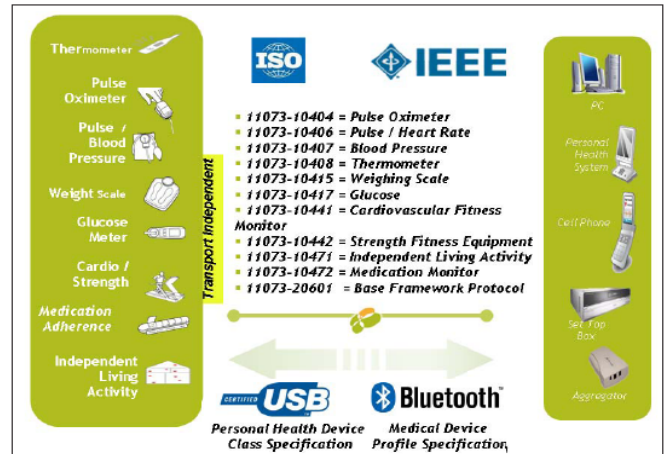 Thermometer
Pulse
Oximeter
Pulse /
Blood
Pressure
Weight Scale
Glucose
Meter
Cardio /
Strength
Medication
Adherence
Independent
Living
Activity
Transport Independent
ISO
IEEE
11073-10404 = Pulse Oximeter
11073-10406 = Pulse / Heart Rate
11073-10407 = Blood Pressure
11073-10408 = Thermometer
11073-10415 = Weighing Scale
11073-10417 = Glucose
11073-10441 = Cardiovascular Fitness
Monitor
11073-10442 = Strength Fitness Equipment
11073-10471 = Independent Living Activity
11073-10472 = Medication Monitor
11073-20601 = Base Framework Protocol
CERTIFIED USB
Personal Health Device
Class Specification
Bluetooth™
Medical Device
Profile Specification
PC
Personal
Health
System
Cell Phone
Set Top
Box
Aggregator